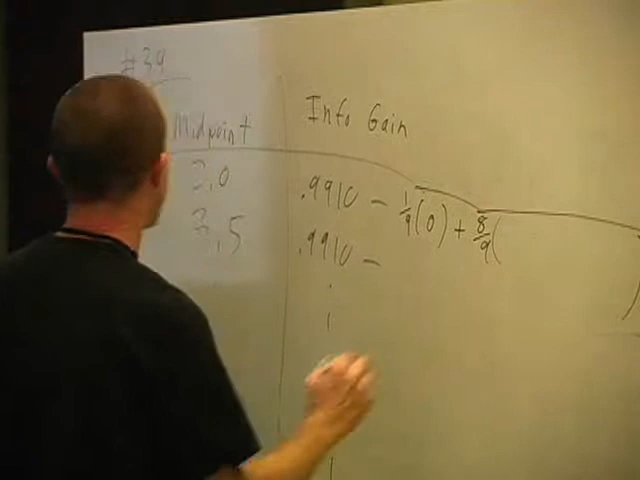 #34
Midpoint Info Gain
2.0 .9910 - 1/9(0) + 8/9( )
3.5 .9910 -